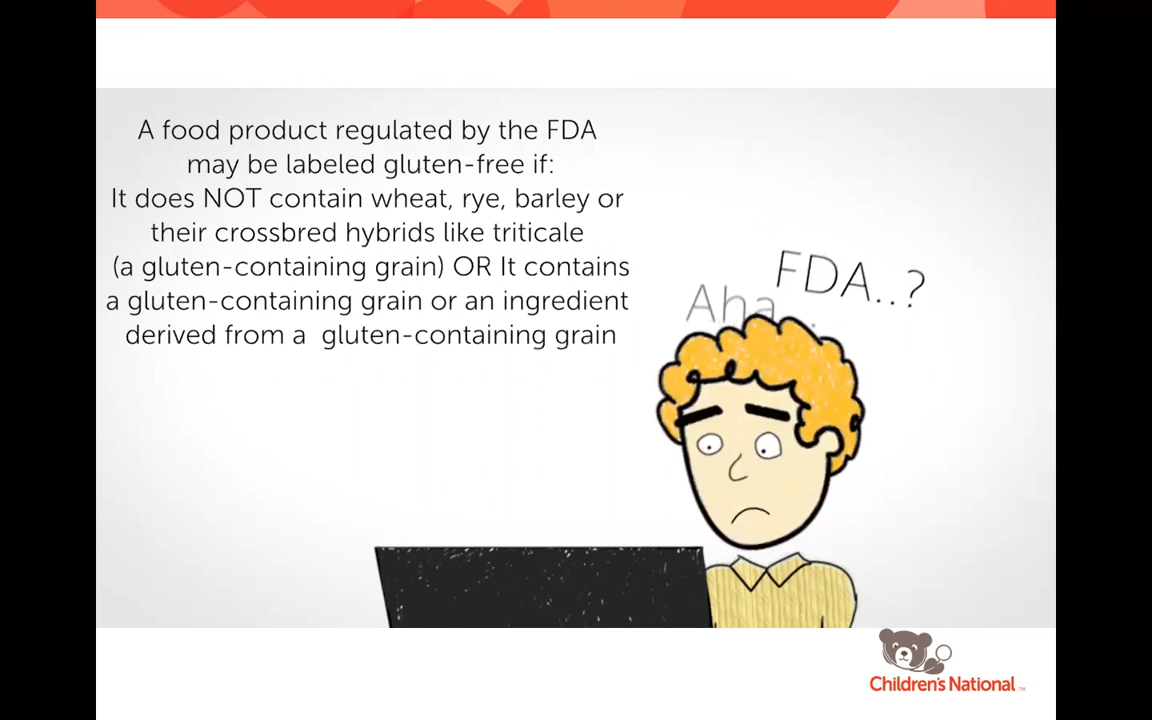 A food product regulated by the FDA
may be labeled gluten-free if:
It does NOT contain wheat, rye, barley or
their crossbred hybrids like triticale
(a gluten-containing grain) OR It contains
a gluten-containing grain or an ingredient
derived from a gluten-containing grain
FDA..?
Aha...
Children's National ™